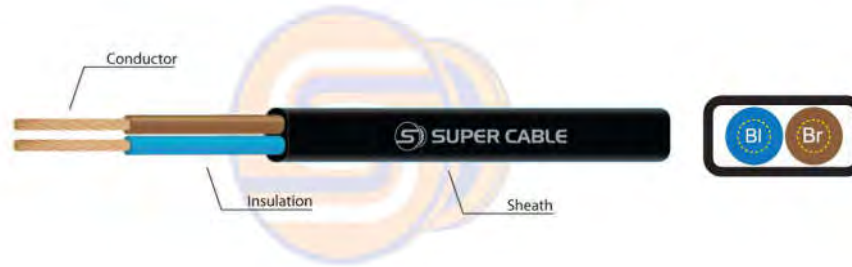 Conductor
SUPER CABLE
Bl
Br
Insulation
Sheath